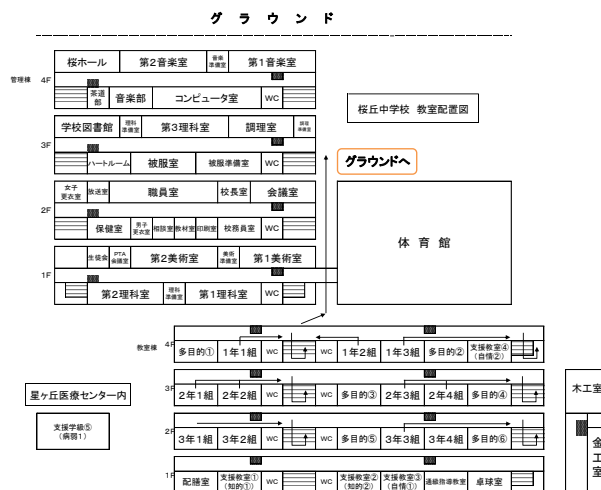 グ ラ ウ ン ド
桜ホール 第2音楽室 音楽準備室 第1音楽室
管理棟 4F
茶道部 音楽部 コンピュータ室 WC
桜丘中学校 教室配置図
学校図書館 理科準備室 第3理科室 調理室 調理準備室
3F
ハートルーム 被服室 被服準備室 WC
グラウンドへ
女子更衣室 放送室 職員室 校長室 会議室
2F
保健室 男子更衣室 相談室 教材室 印刷室 校務員室 WC
体 育 館
生徒会 PTA会議室 第2美術室 美術準備室 第1美術室
1F
第2理科室 理科準備室 第1理科室 WC
教室棟 4F
多目的① 1年1組 WC WC 1年2組 1年3組 多目的② 支援教室④(自情2)
3F
2年1組 2年2組 WC WC 多目的③ 2年3組 2年4組 多目的④
星ヶ丘医療センター内
木工室
支援学級⑤
(病弱1)
2F
3年1組 3年2組 WC WC 多目的⑤ 3年3組 3年4組 多目的⑥
金工室
1F
配膳室 支援教室①(知的①) WC WC 支援教室②(知的②) 支援教室③(自情①) 通級指導教室 卓球室